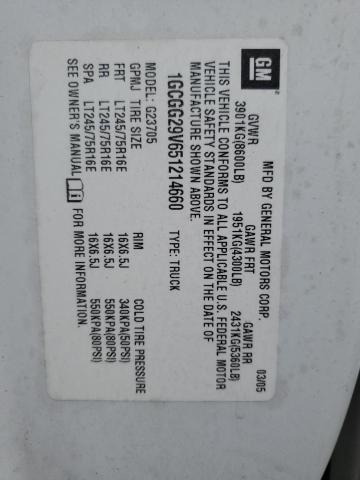 GM
MFD BY GENERAL MOTORS CORP.
03/05
GVWR GAWR FRT GAWR RR
3901KG(8600LB) 1951KG(4300LB) 2431KG(5360LB)
THIS VEHICLE CONFORMS TO ALL APPLICABLE U.S. FEDERAL MOTOR
VEHICLE SAFETY STANDARDS IN EFFECT ON THE DATE OF
MANUFACTURE SHOWN ABOVE.
1GCGG29V651214660 TYPE: TRUCK
MODEL: G23705
GPMJ TIRE SIZE RIM COLD TIRE PRESSURE
FRT LT245/75R16E 16X6.5J 340KPA(50PSI)
RR LT245/75R16E 16X6.5J 550KPA(80PSI)
SPA LT245/75R16E 16X6.5J 550KPA(80PSI)
SEE OWNER'S MANUAL FOR MORE INFORMATION.